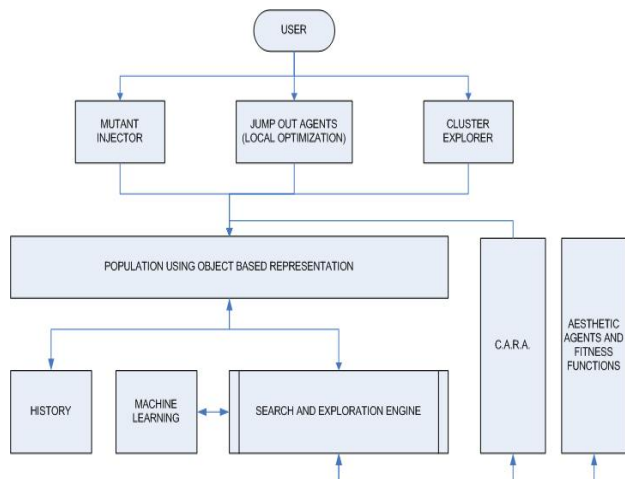 USER
MUTANT
INJECTOR
JUMP OUT AGENTS
(LOCAL OPTIMIZATION)
CLUSTER
EXPLORER
POPULATION USING OBJECT BASED REPRESENTATION
C.A.R.A.
AESTHETIC
AGENTS AND
FITNESS
FUNCTIONS
HISTORY
MACHINE
LEARNING
SEARCH AND EXPLORATION ENGINE